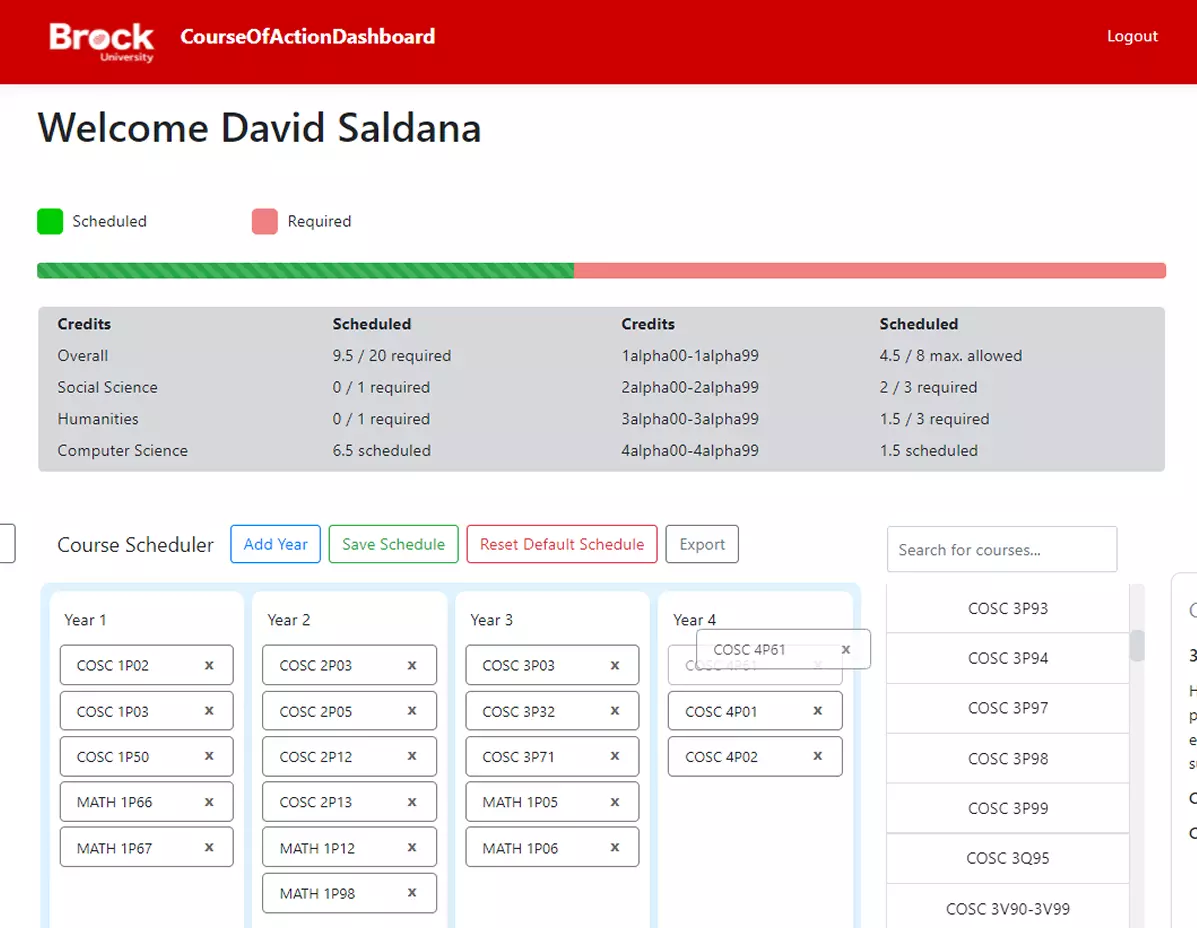 Brock
University
CourseOfActionDashboard
Logout
Welcome David Saldana
Scheduled Required
Credits Scheduled Credits Scheduled
Overall 9.5 / 20 required 1alpha00-1alpha99 4.5 / 8 max. allowed
Social Science 0 / 1 required 2alpha00-2alpha99 2 / 3 required
Humanities 0 / 1 required 3alpha00-3alpha99 1.5 / 3 required
Computer Science 6.5 scheduled 4alpha00-4alpha99 1.5 scheduled
Course Scheduler Add Year Save Schedule Reset Default Schedule Export
Year 1
COSC 1P02 x
COSC 1P03 x
COSC 1P50 x
MATH 1P66 x
MATH 1P67 x
Year 2
COSC 2P03 x
COSC 2P05 x
COSC 2P12 x
COSC 2P13 x
MATH 1P12 x
MATH 1P98 x
Year 3
COSC 3P03 x
COSC 3P32 x
COSC 3P71 x
MATH 1P05 x
MATH 1P06 x
Year 4
COSC 4P61 x
COSC 4P61 x
COSC 4P01 x
COSC 4P02 x
Search for courses...
COSC 3P93
COSC 3P94
COSC 3P97
COSC 3P98
COSC 3P99
COSC 3Q95
COSC 3V90-3V99